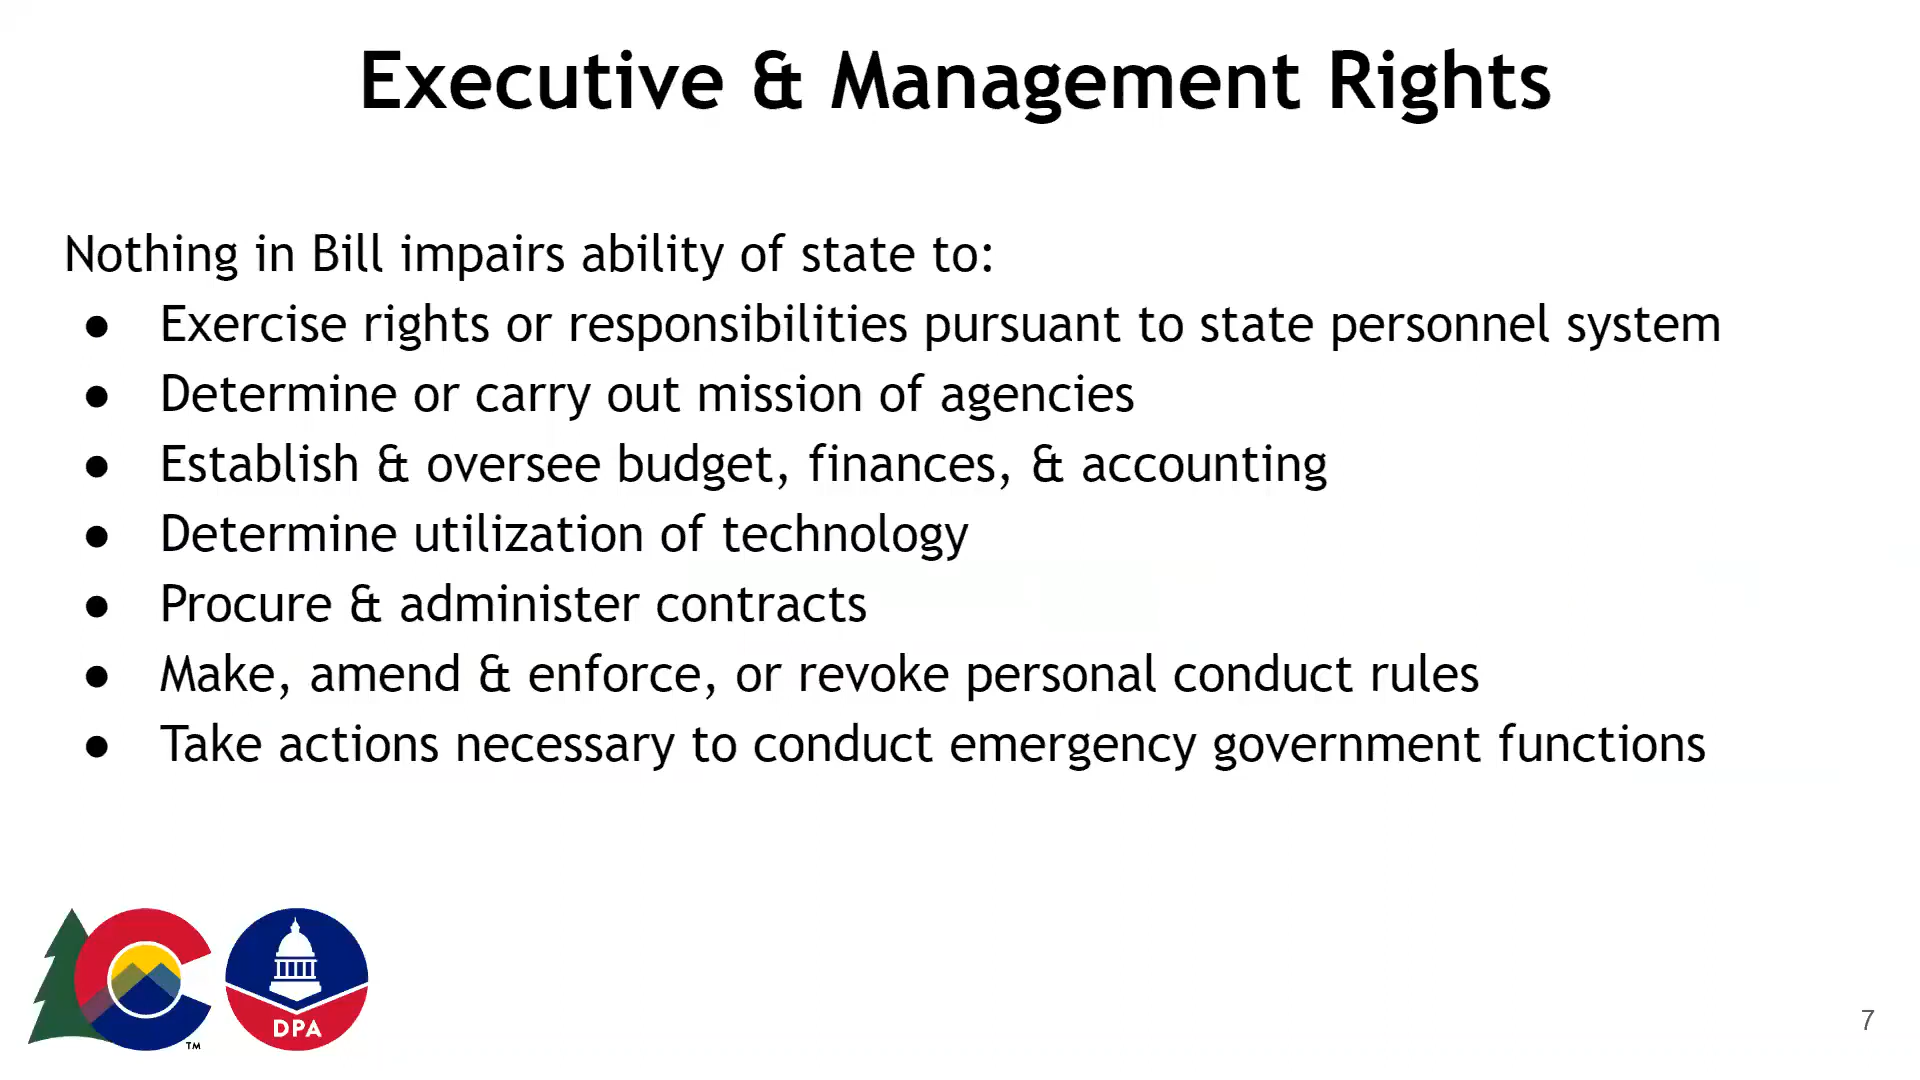 Executive & Management Rights
Nothing in Bill impairs ability of state to:
● Exercise rights or responsibilities pursuant to state personnel system
● Determine or carry out mission of agencies
● Establish & oversee budget, finances, & accounting
● Determine utilization of technology
● Procure & administer contracts
● Make, amend & enforce, or revoke personal conduct rules
● Take actions necessary to conduct emergency government functions
TM
DPA
7